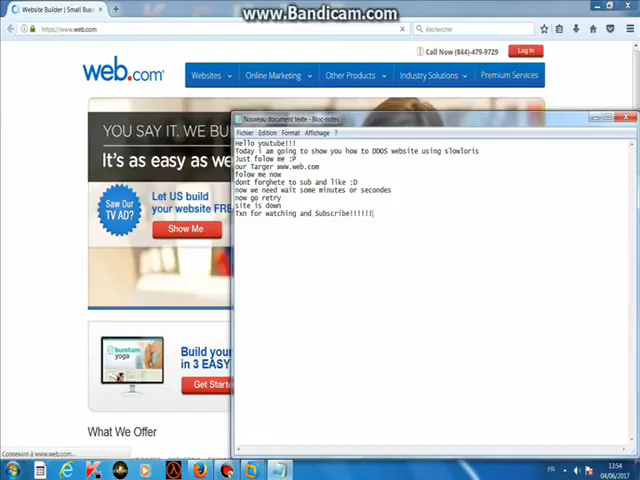 www.Bandicam.com
Website Builder | Small Busi
https://www.web.com
Rechercher
Call Now (844)-479-9729
Log In
web.com
Websites
Online Marketing
Other Products
Industry Solutions
Premium Services
YOU SAY IT. WE BU
It's as easy as we
Saw Our TV AD?
Let US build
your website FREE
Show Me
Nouveau document texte - Bloc-notes
Fichier Edition Format Affichage ?
Hello youtube!!!
Today i am going to show you how to DDOS website using slowloris
Just folow me :P
our Targer www.web.com
folow me now
dont forghete to sub and like :D
now we need wait some minutes or secondes
now go retry
site is down
Txn for watching and Subscribe!!!!!!
burnham
yoga
Build your
in 3 EASY
Get Starte
What We Offer
Connexion à www.web.com...
FR
13:54
04/06/2017